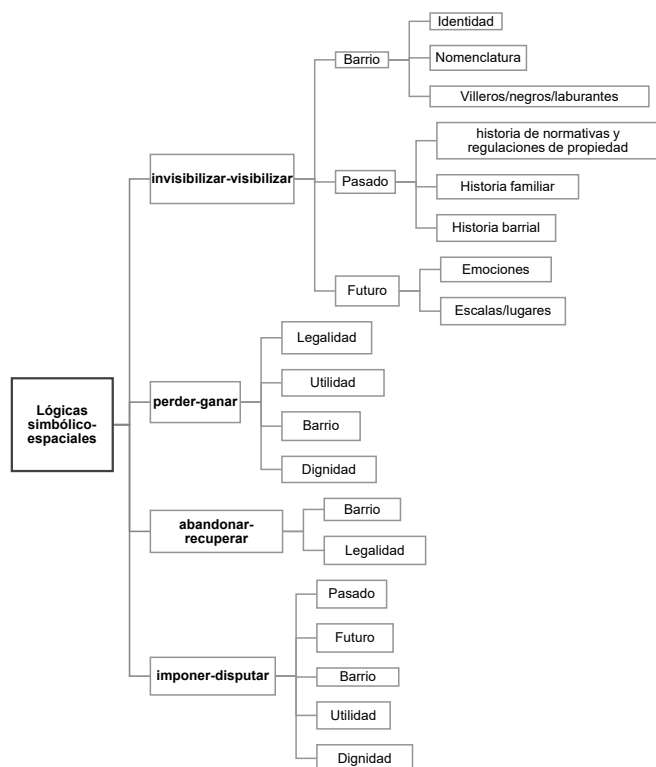 Lógicas
simbólico-
espaciales
invisibilizar-visibilizar
Barrio
Identidad
Nomenclatura
Villeros/negros/laburantes
Pasado
historia de normativas y
regulaciones de propiedad
Historia familiar
Historia barrial
Futuro
Emociones
Escalas/lugares
perder-ganar
Legalidad
Utilidad
Barrio
Dignidad
abandonar-
recuperar
Barrio
Legalidad
imponer-disputar
Pasado
Futuro
Barrio
Utilidad
Dignidad